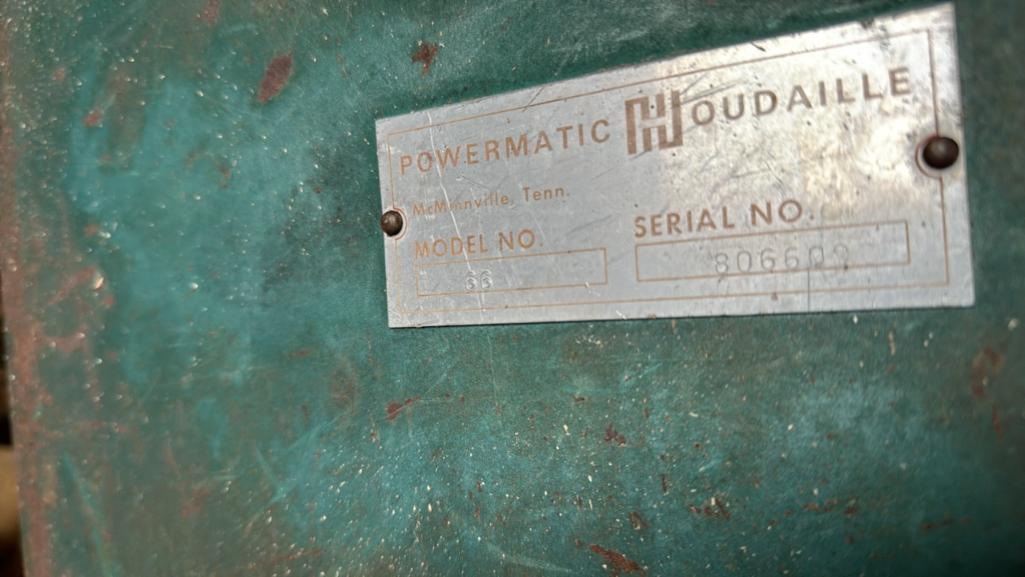 POWERMATIC HOUDAILLE
McMinnville, Tenn.
MODEL NO.
66
SERIAL NO.